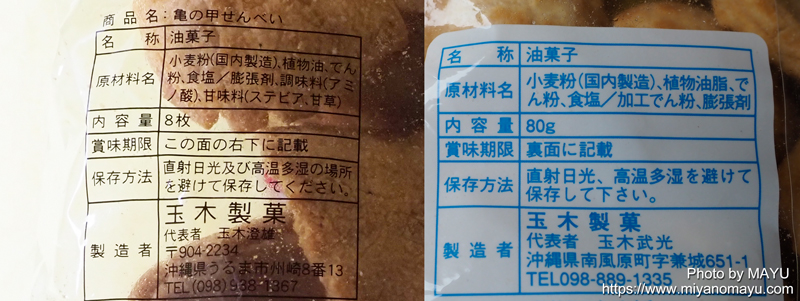 商品名:亀の甲せんべい
名称 油菓子
原材料名 小麦粉(国内製造)、植物油、でん
粉、食塩/膨張剤、調味料(アミ
ノ酸)、甘味料(ステビア、甘草)
内容量 8枚
賞味期限 この面の右下に記載
保存方法 直射日光及び高温多湿の場所
を避けて保存してください。
製造者 玉木製菓
代表者 玉木澄雄
〒904-2234
沖縄県うるま市州崎8番13
TEL(098)938-1367
名称 油菓子
原材料名 小麦粉(国内製造)、植物油脂、で
ん粉、食塩/加工でん粉、膨張剤
内容量 80g
賞味期限 裏面に記載
保存方法 直射日光、高温多湿を避けて
保存して下さい。
製造者 玉木製菓
代表者 玉木武光
沖縄県南風原町字兼城651-1
TEL098-889-1335
Photo by MAYU
https://www.miyanomayu.com